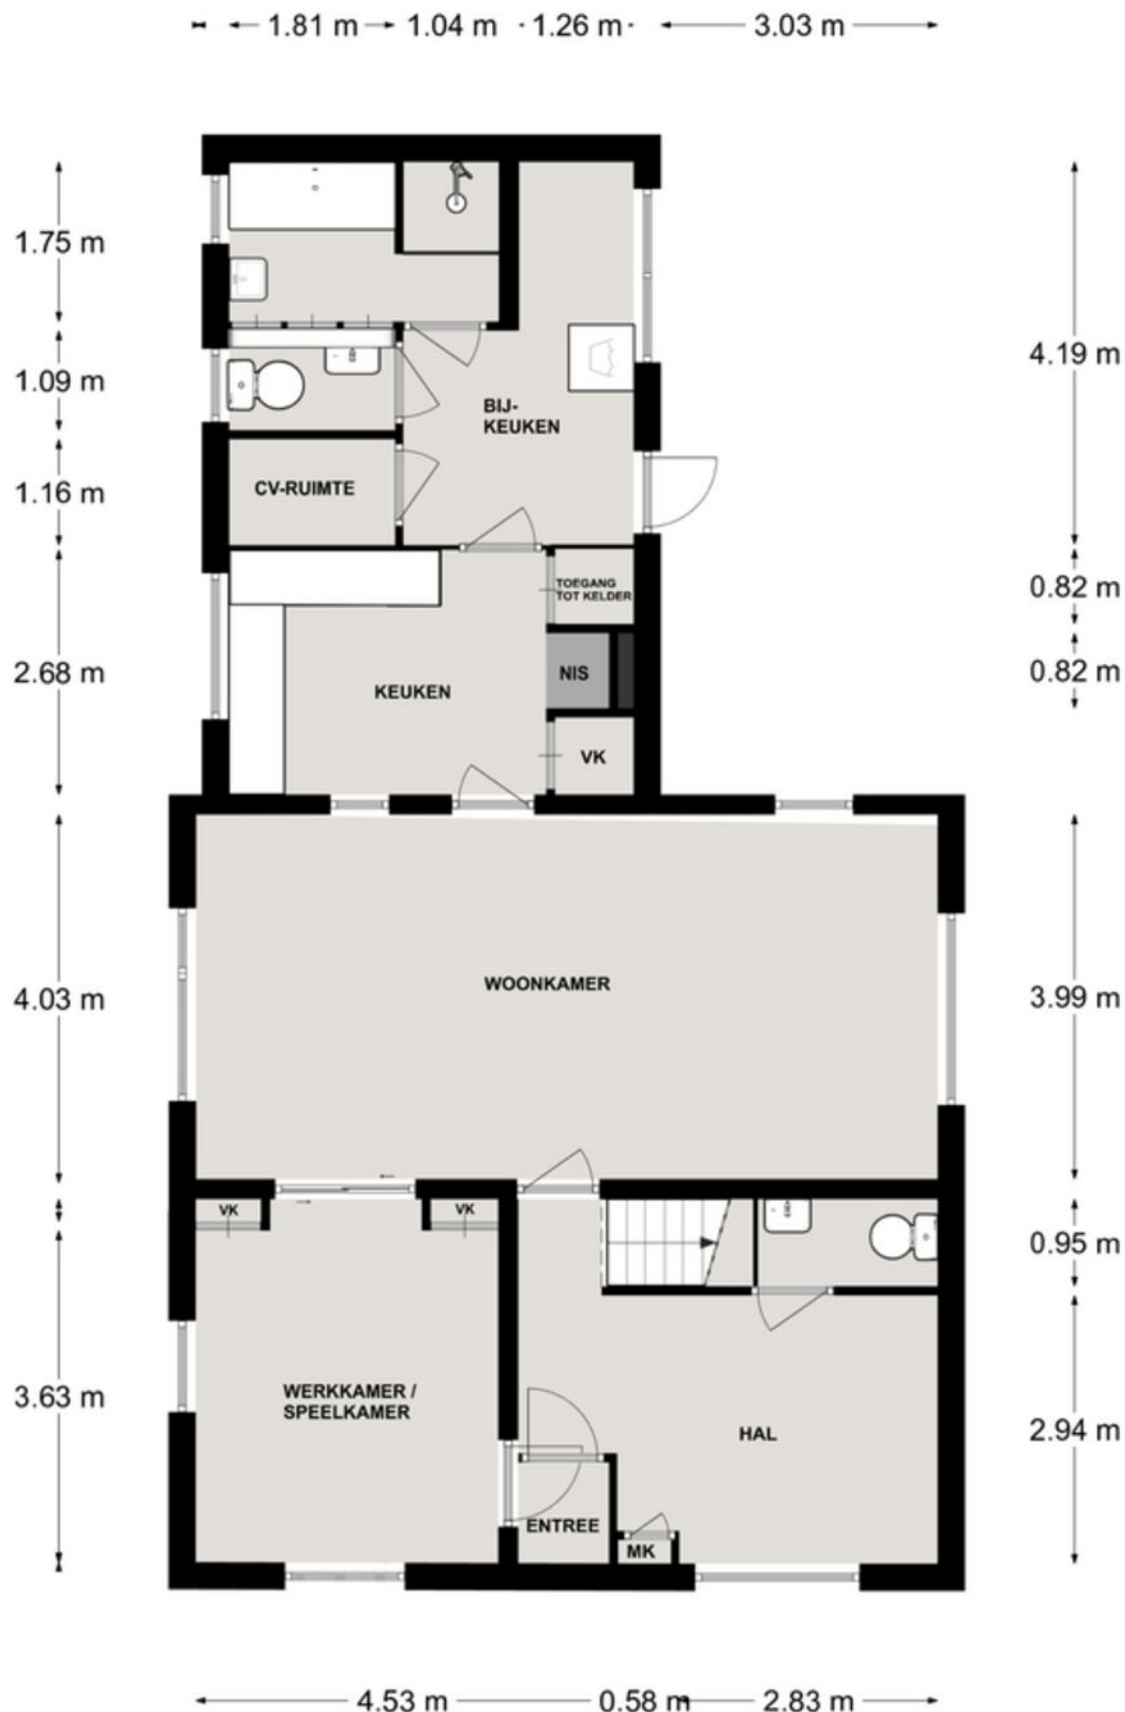 1.81 m 1.04 m 1.26 m 3.03 m
1.75 m
4.19 m
1.09 m
BIJ-
KEUKEN
CV-RUIMTE
1.16 m
TOEGANG
TOT KELDER
0.82 m
2.68 m
NIS
0.82 m
KEUKEN
VK
WOONKAMER
4.03 m
3.99 m
VK
VK
0.95 m
WERKKAMER /
SPEELKAMER
3.63 m
HAL
2.94 m
ENTREE
MK
4.53 m 0.58 m 2.83 m